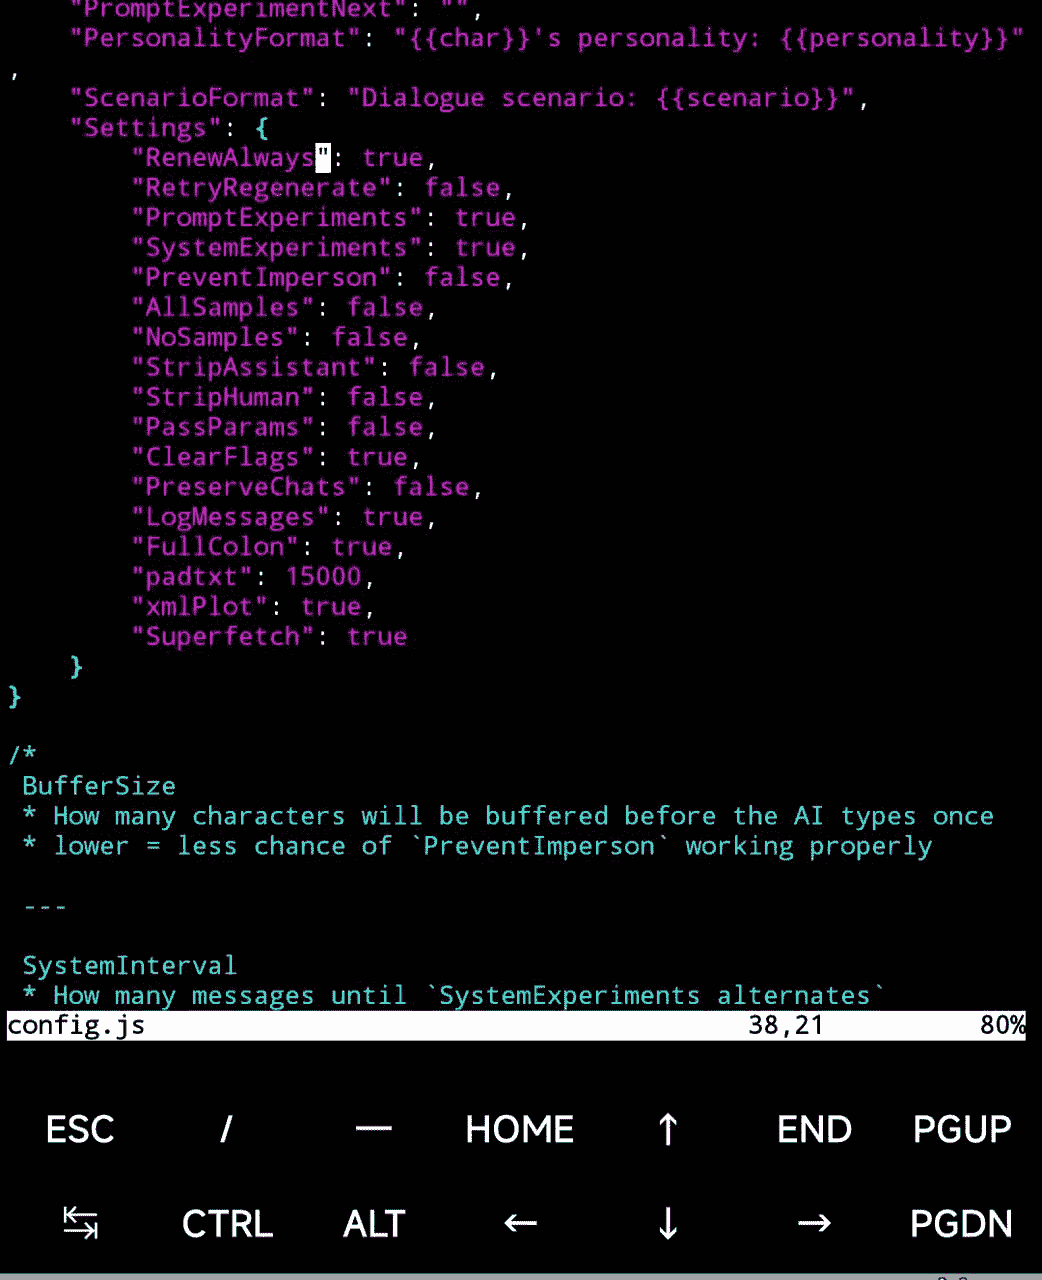 "PromptExperimentNext": "",
"PersonalityFormat": "{{char}}'s personality: {{personality}}"
,
"ScenarioFormat": "Dialogue scenario: {{scenario}}",
"Settings": {
"RenewAlways": true,
"RetryRegenerate": false,
"PromptExperiments": true,
"SystemExperiments": true,
"PreventImperson": false,
"AllSamples": false,
"NoSamples": false,
"StripAssistant": false,
"StripHuman": false,
"PassParams": false,
"ClearFlags": true,
"PreserveChats": false,
"LogMessages": true,
"FullColon": true,
"padtxt": 15000,
"xmlPlot": true,
"Superfetch": true
}
}
/*
BufferSize
* How many characters will be buffered before the AI types once
* lower = less chance of `PreventImperson` working properly
---
SystemInterval
* How many messages until `SystemExperiments alternates`
config.js 38,21 80%
ESC / — HOME ↑ END PGUP
↹ CTRL ALT ← ↓ → PGDN